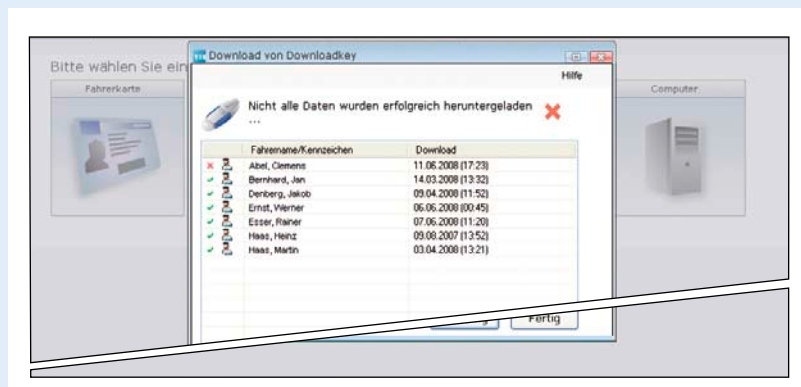 Download von Downloadkey
Bitte wählen Sie ein
Hilfe
Fahrerkarte
Computer
Nicht alle Daten wurden erfolgreich heruntergeladen
...
Fahrername/Kennzeichen Download
Abel, Clemens 11.06.2008 (17:23)
Bernhard, Jan 14.03.2008 (13:32)
Denberg, Jakob 09.04.2008 (11:52)
Ernst, Werner 06.06.2008 (00:45)
Esser, Rainer 07.06.2008 (11:20)
Haas, Heinz 09.08.2007 (13:52)
Haas, Martin 03.04.2008 (13:21)
Fertig